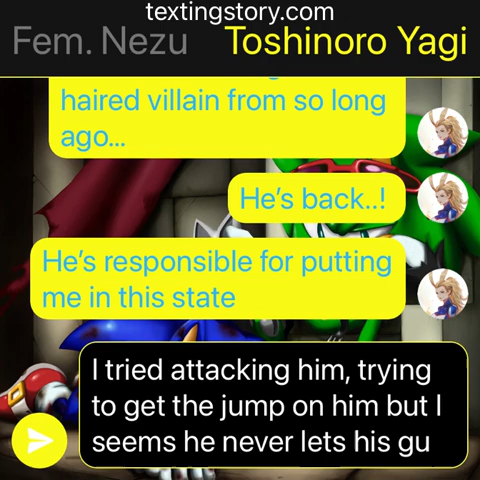 textingstory.com
Fem. Nezu Toshinoro Yagi
haired villain from so long
ago...
He's back..!
He's responsible for putting
me in this state
I tried attacking him, trying
to get the jump on him but I
seems he never lets his gu